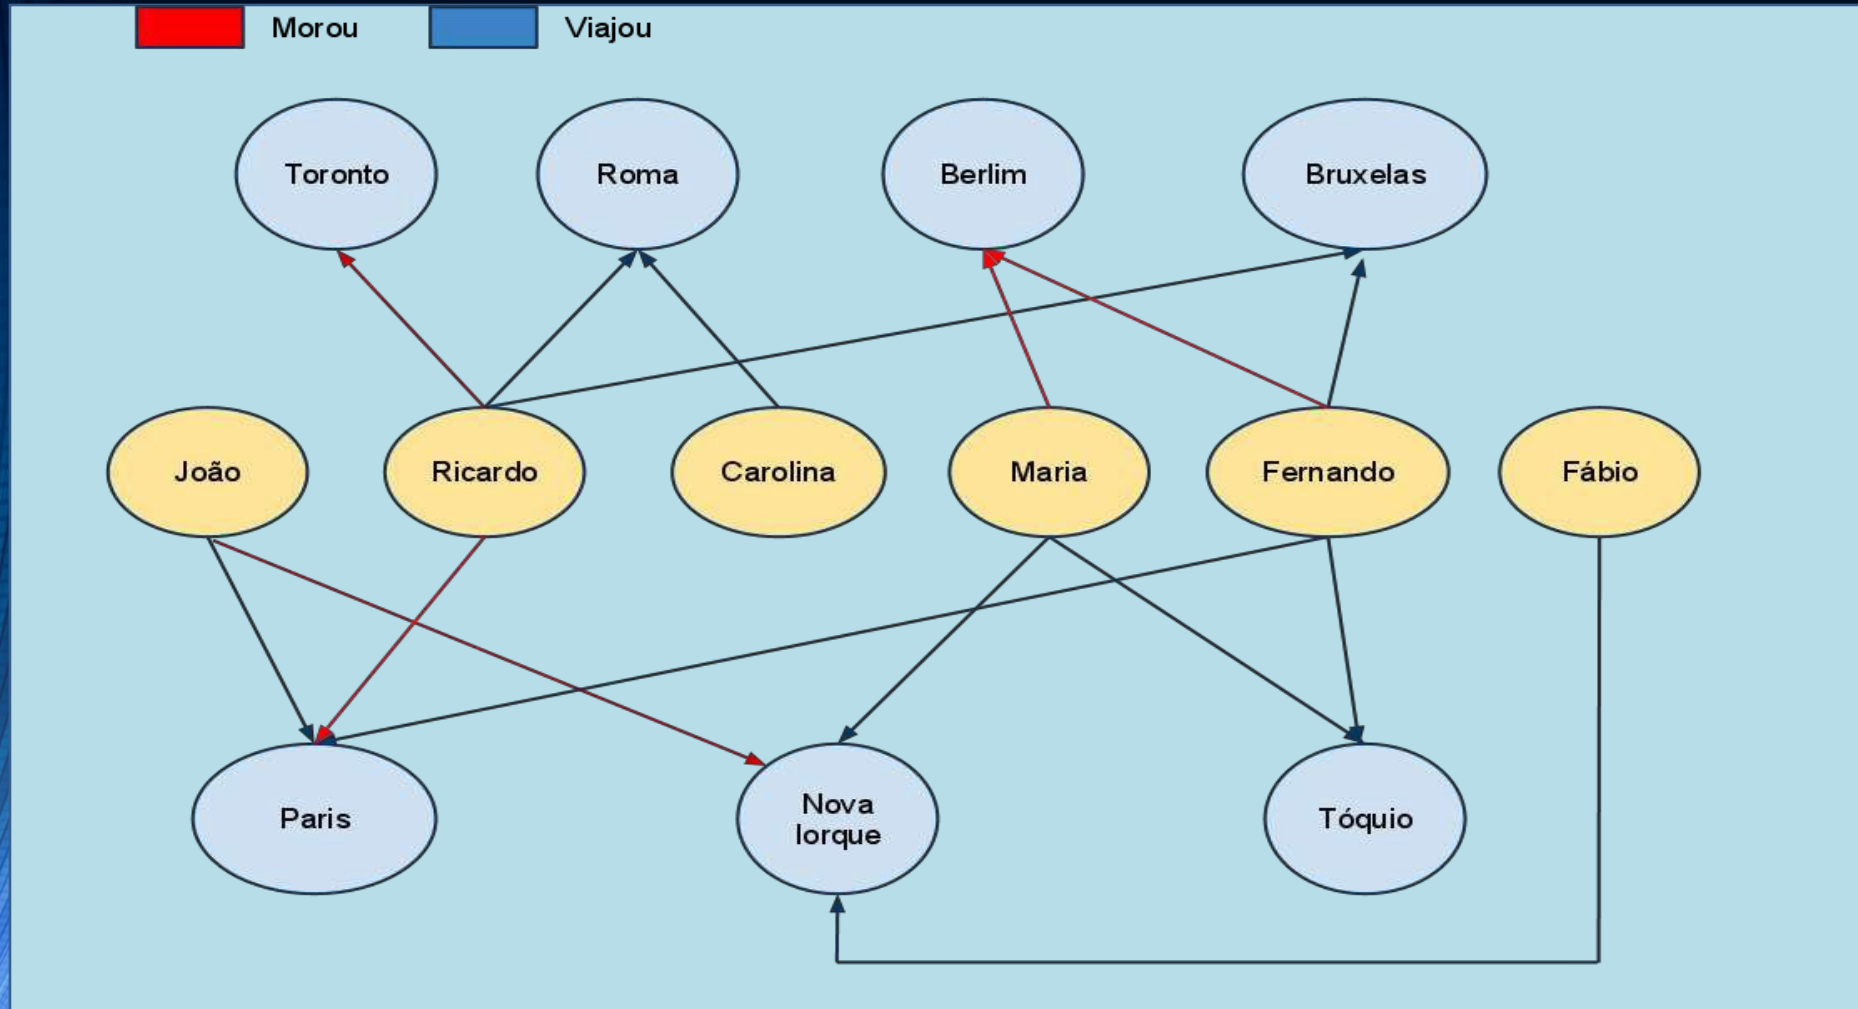 Morou
Viajou
Toronto
Roma
Berlim
Bruxelas
João
Ricardo
Carolina
Maria
Fernando
Fábio
Paris
Nova
Iorque
Tóquio